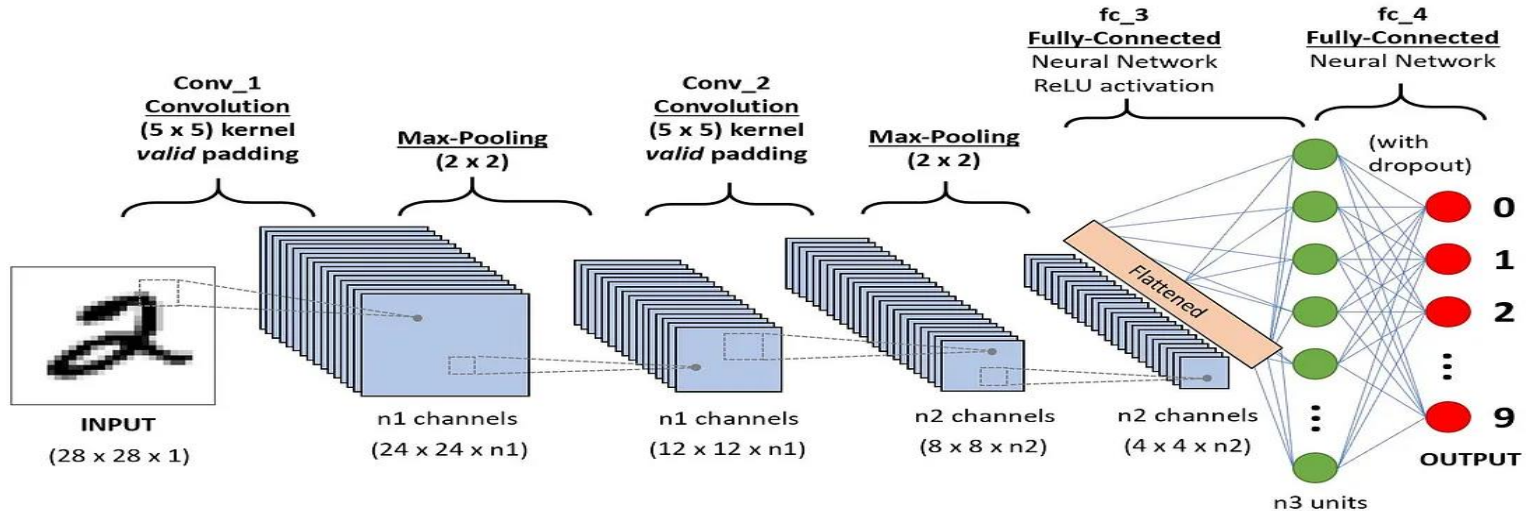 Conv_1
Convolution
(5 x 5) kernel
valid padding
Max-Pooling
(2 x 2)
Conv_2
Convolution
(5 x 5) kernel
valid padding
Max-Pooling
(2 x 2)
fc_3
Fully-Connected
Neural Network
ReLU activation
fc_4
Fully-Connected
Neural Network
(with
dropout)
Flattened
0
1
2
9
OUTPUT
2
INPUT
(28 x 28 x 1)
n1 channels
(24 x 24 x n1)
n1 channels
(12 x 12 x n1)
n2 channels
(8 x 8 x n2)
n2 channels
(4 x 4 x n2)
n3 units